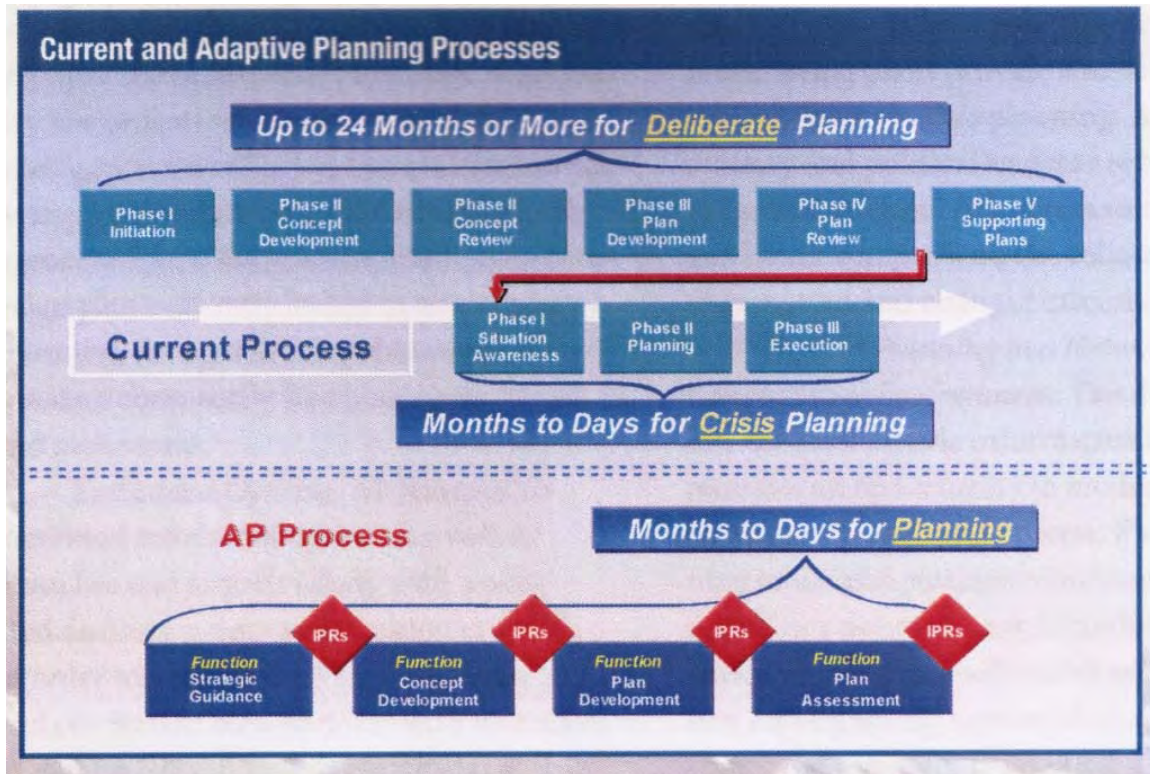 Current and Adaptive Planning Processes
Up to 24 Months or More for Deliberate Planning
Phase I
Initiation
Phase II
Concept
Development
Phase II
Concept
Review
Phase III
Plan
Development
Phase IV
Plan
Review
Phase V
Supporting
Plans
Current Process
Phase I
Situation
Awareness
Phase II
Planning
Phase III
Execution
Months to Days for Crisis Planning
AP Process
Months to Days for Planning
IPRs
IPRs
IPRs
IPRs
Function
Strategic
Guidance
Function
Concept
Development
Function
Plan
Development
Function
Plan
Assessment